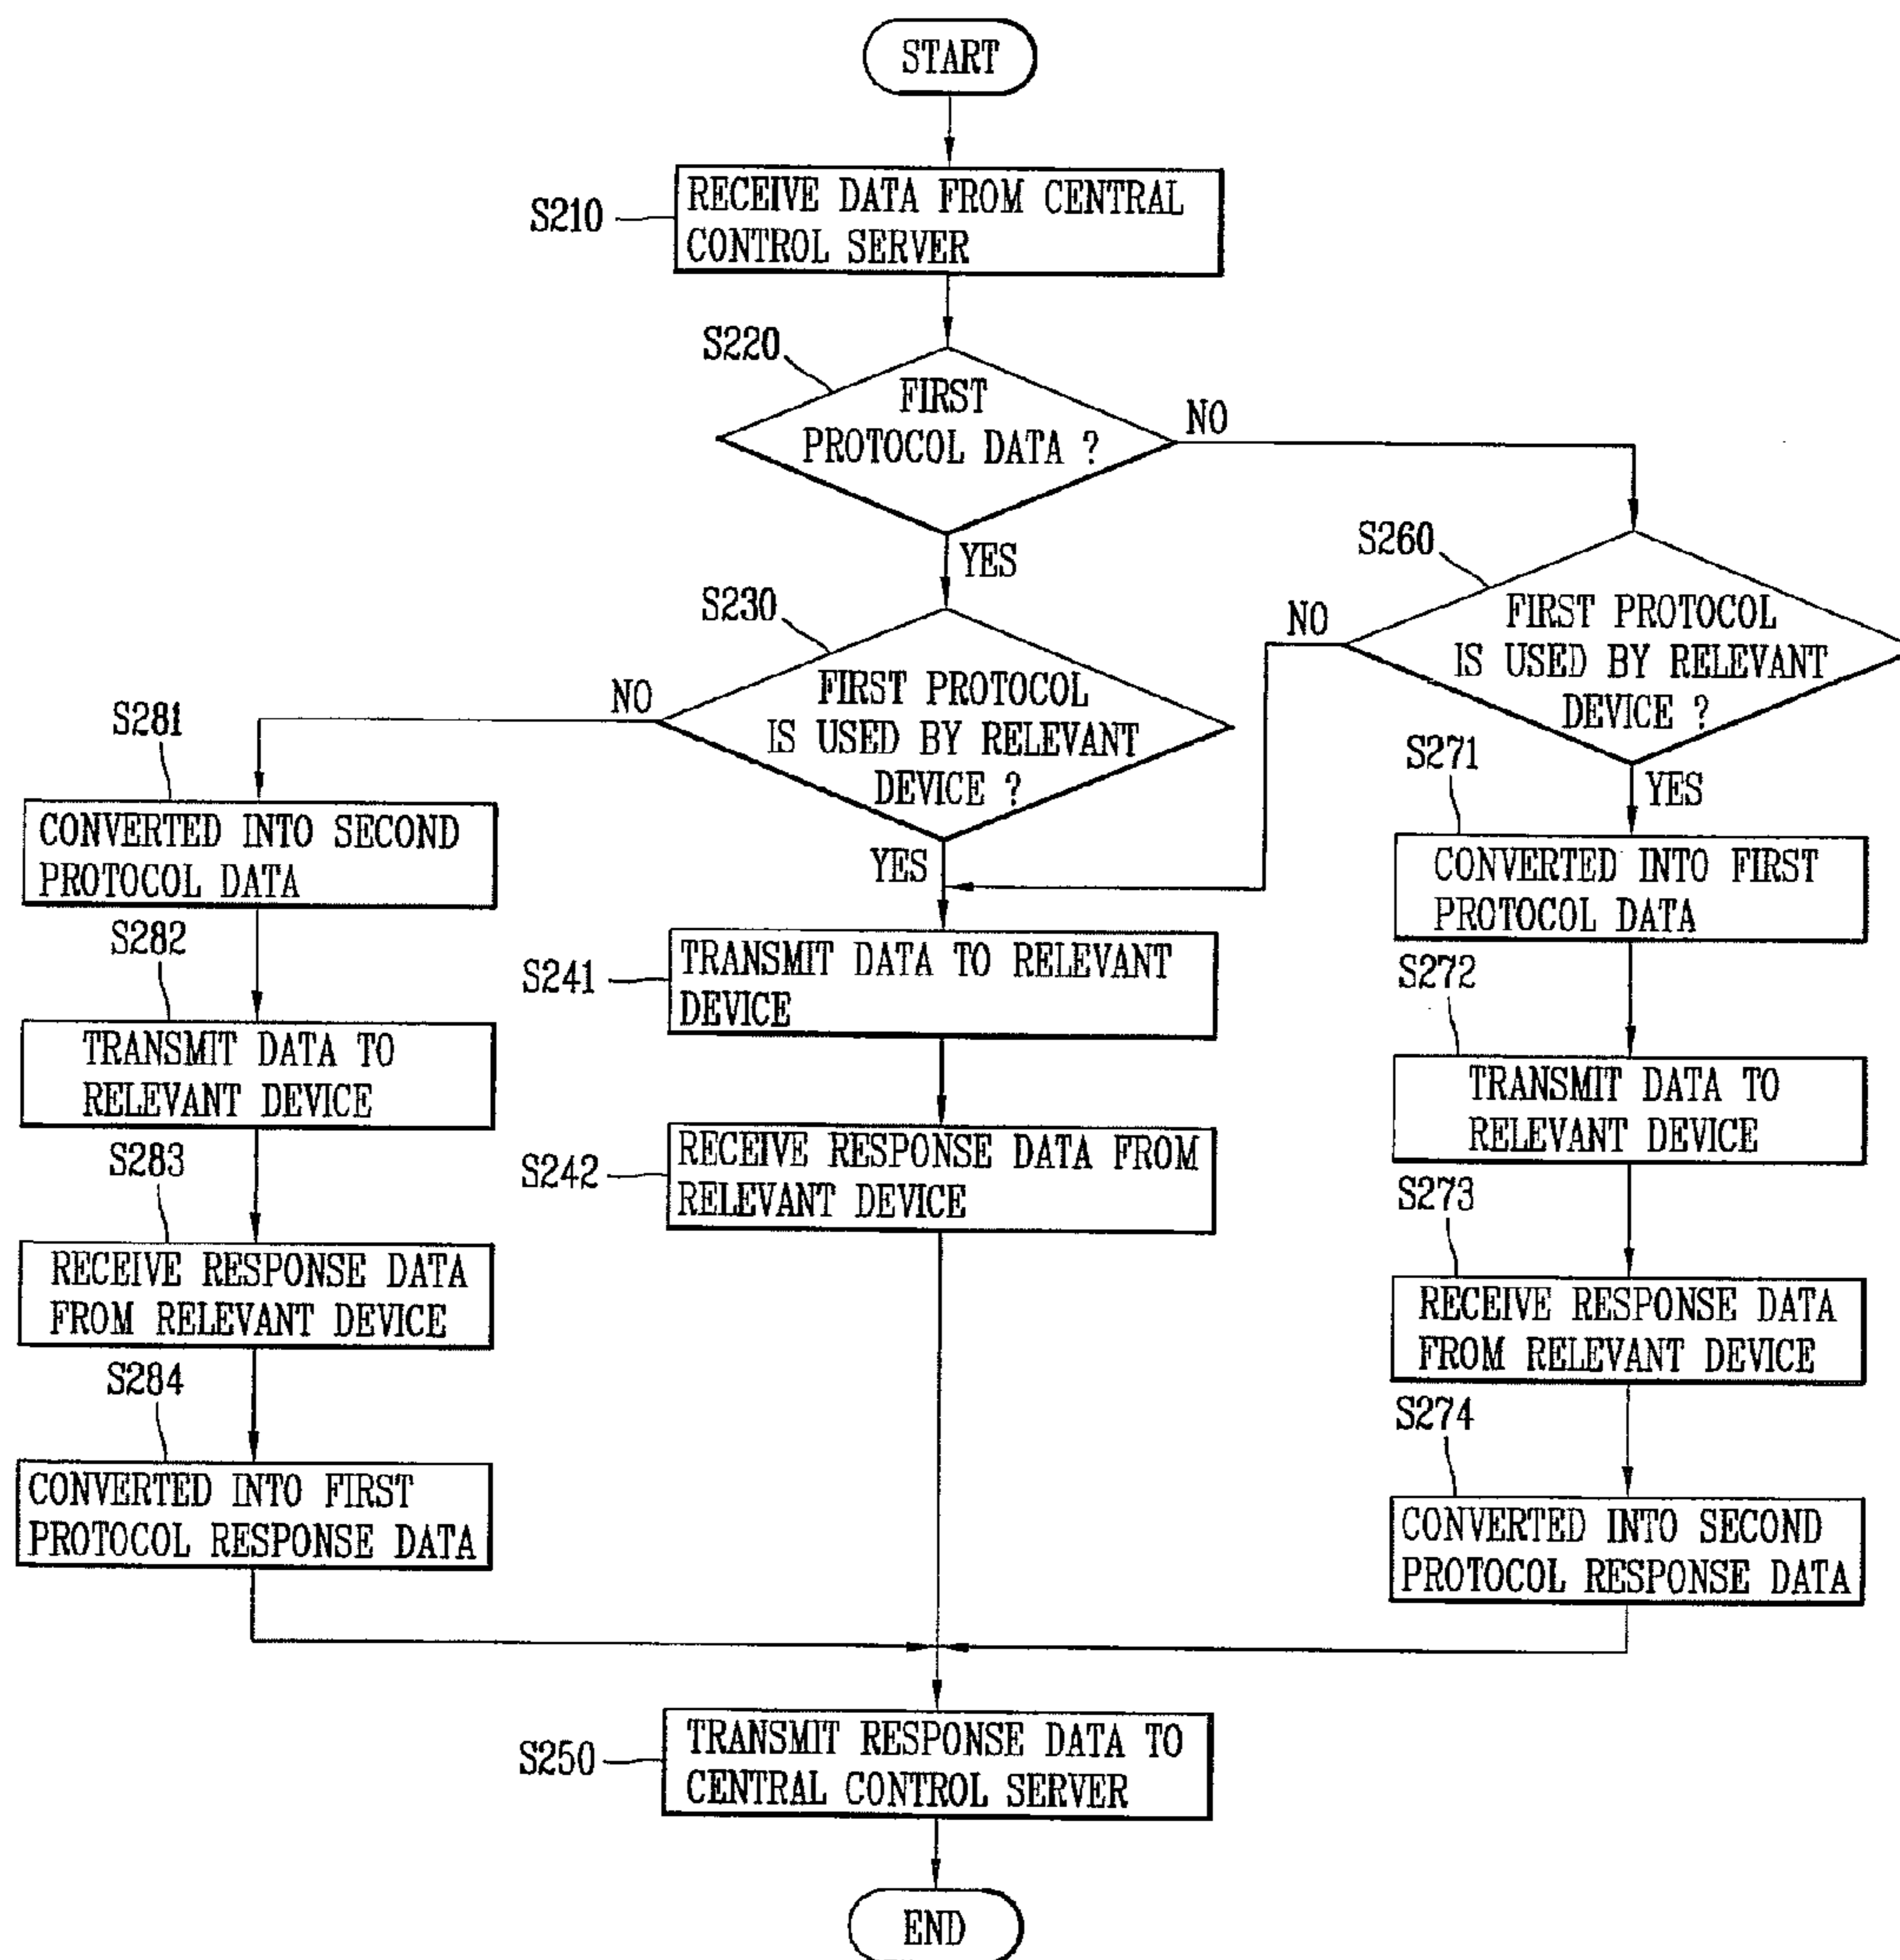 START
S210
RECEIVE DATA FROM CENTRAL
CONTROL SERVER
S220
FIRST
PROTOCOL DATA ?
NO
YES
S260
FIRST PROTOCOL
IS USED BY RELEVANT
DEVICE ?
NO
YES
S230
FIRST PROTOCOL
IS USED BY RELEVANT
DEVICE ?
NO
YES
S281
CONVERTED INTO SECOND
PROTOCOL DATA
S282
TRANSMIT DATA TO
RELEVANT DEVICE
S283
RECEIVE RESPONSE DATA
FROM RELEVANT DEVICE
S284
CONVERTED INTO FIRST
PROTOCOL RESPONSE DATA
S241
TRANSMIT DATA TO RELEVANT
DEVICE
S242
RECEIVE RESPONSE DATA FROM
RELEVANT DEVICE
S271
CONVERTED INTO FIRST
PROTOCOL DATA
S272
TRANSMIT DATA TO
RELEVANT DEVICE
S273
RECEIVE RESPONSE DATA
FROM RELEVANT DEVICE
S274
CONVERTED INTO SECOND
PROTOCOL RESPONSE DATA
S250
TRANSMIT RESPONSE DATA TO
CENTRAL CONTROL SERVER
END